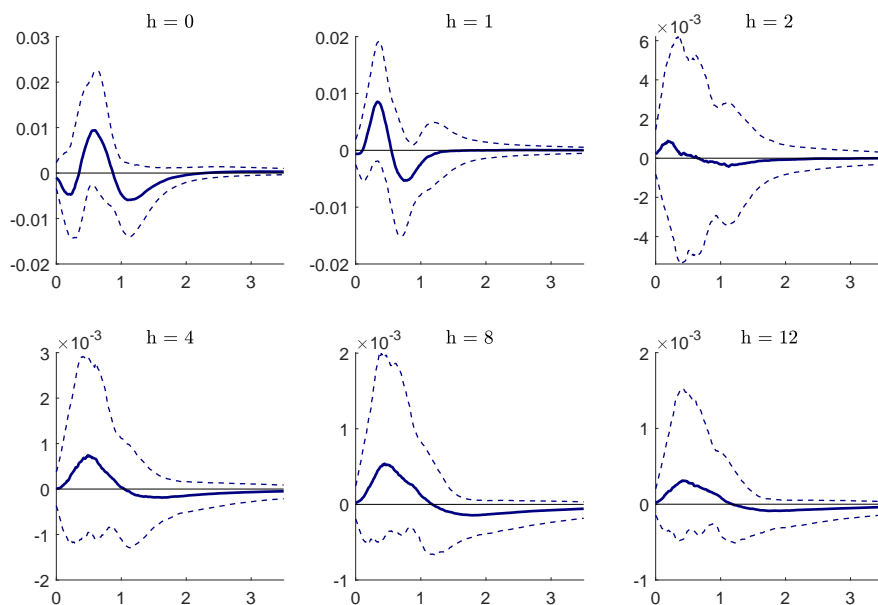 h = 0
0.03
0.02
0.01
0
-0.01
-0.02
0 1 2 3
h = 1
0.02
0.01
0
-0.01
-0.02
0 1 2 3
h = 2
×10-3
6
4
2
0
-2
-4
0 1 2 3
h = 4
×10-3
3
2
1
0
-1
-2
0 1 2 3
h = 8
×10-3
2
1
0
-1
0 1 2 3
h = 12
×10-3
2
1
0
-1
0 1 2 3